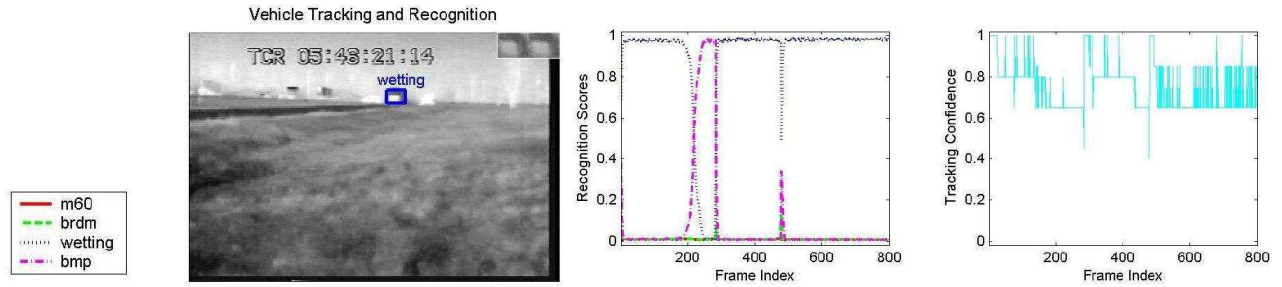 Vehicle Tracking and Recognition
TCR 05:48:21:14
wetting
m60
brdm
wetting
bmp
Recognition Scores
1
0.8
0.6
0.4
0.2
0
200 400 600 800
Frame Index
Tracking Confidence
1
0.8
0.6
0.4
0.2
0
200 400 600 800
Frame Index